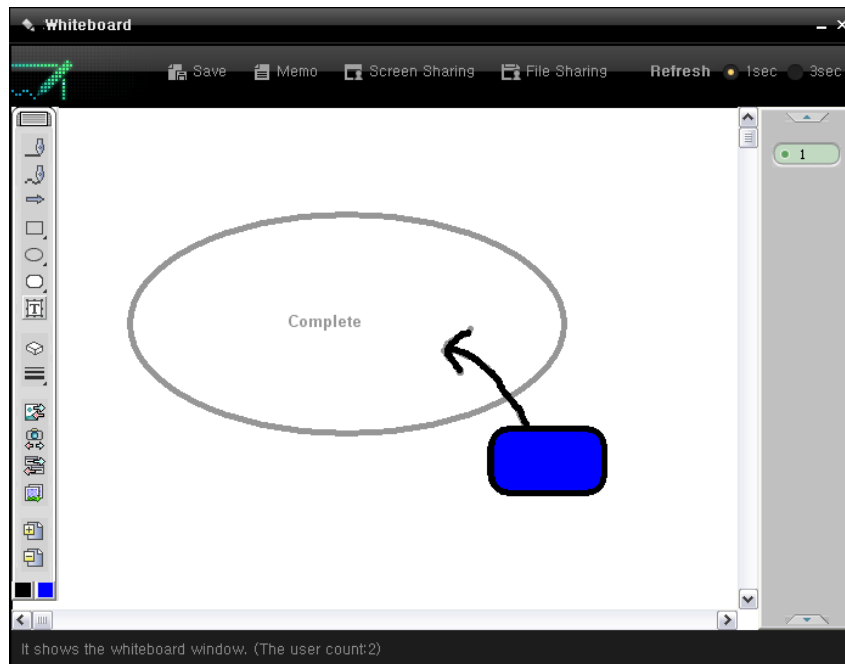 Whiteboard
Save Memo Screen Sharing File Sharing Refresh 1sec 3sec
1
Complete
T
It shows the whiteboard window. (The user count:2)